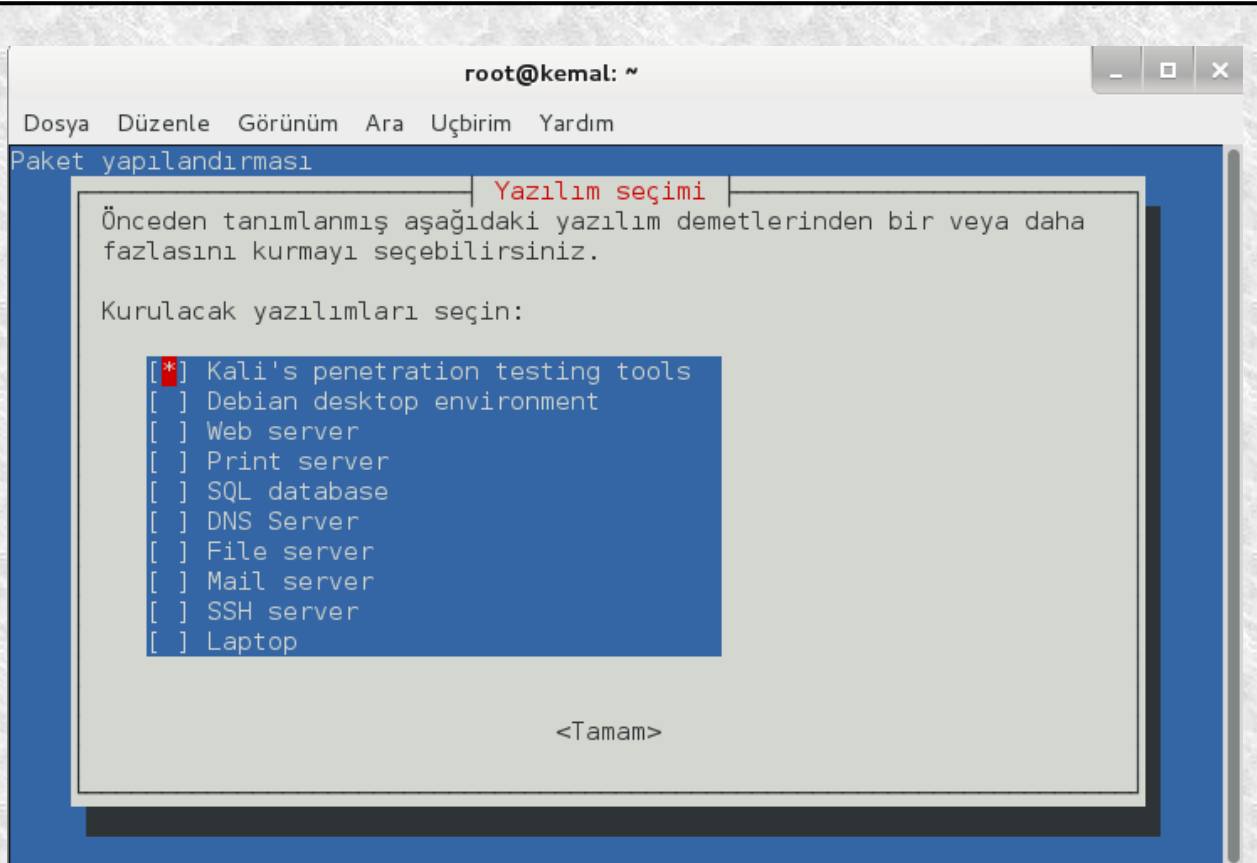 root@kemal: ~
Dosya Düzenle Görünüm Ara Uçbirim Yardım
Paket yapılandırması
Yazılım seçimi
Önceden tanımlanmış aşağıdaki yazılım demetlerinden bir veya daha
fazlasını kurmayı seçebilirsiniz.
Kurulacak yazılımları seçin:
[*] Kali's penetration testing tools
[ ] Debian desktop environment
[ ] Web server
[ ] Print server
[ ] SQL database
[ ] DNS Server
[ ] File server
[ ] Mail server
[ ] SSH server
[ ] Laptop
<Tamam>